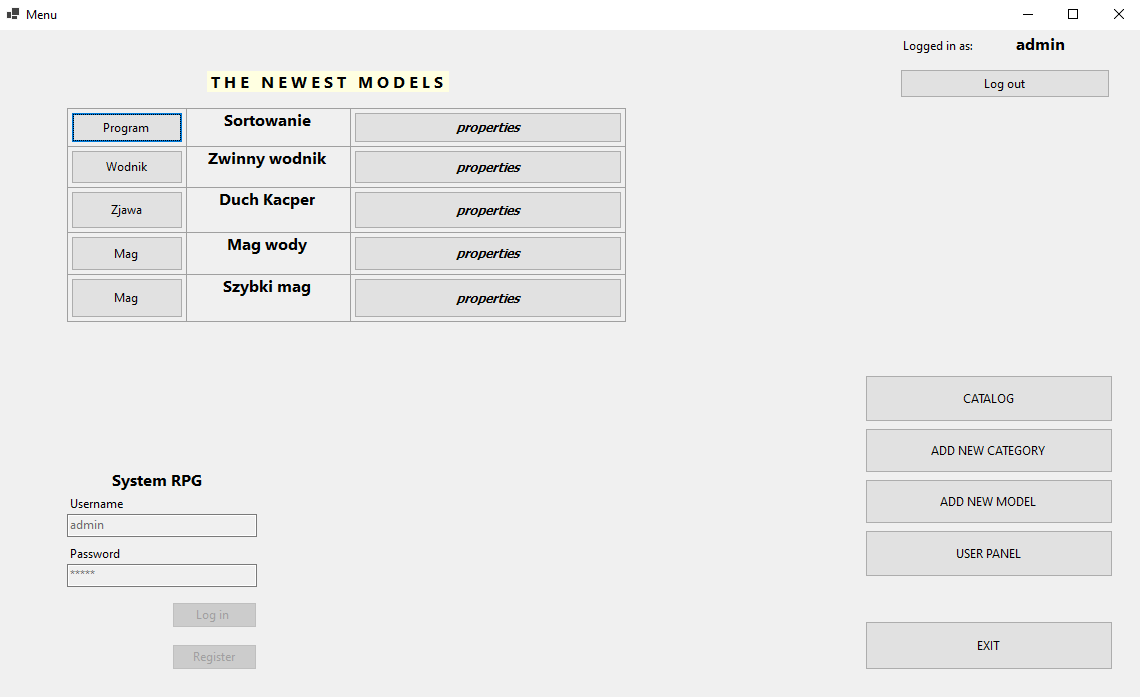 Menu
Logged in as: admin
Log out
THE NEWEST MODELS
Program Sortowanie properties
Wodnik Zwinny wodnik properties
Zjawa Duch Kacper properties
Mag Mag wody properties
Mag Szybki mag properties
CATALOG
ADD NEW CATEGORY
ADD NEW MODEL
USER PANEL
EXIT
System RPG
Username
admin
Password
*****
Log in
Register